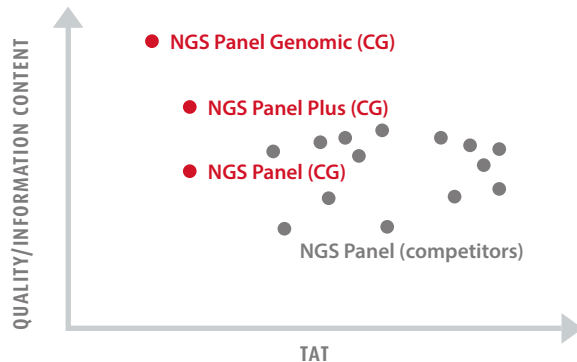 NGS Panel Genomic (CG)
NGS Panel Plus (CG)
NGS Panel (CG)
NGS Panel (competitors)
QUALITY/INFORMATION CONTENT
TAT